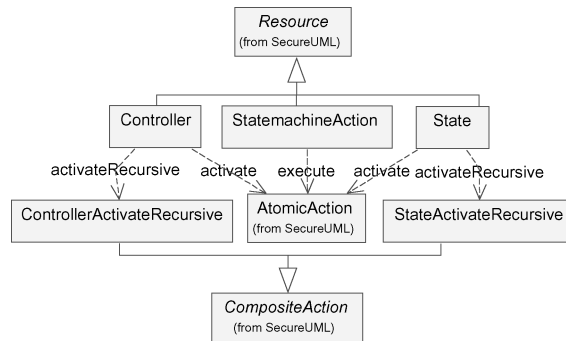 Resource
(from SecureUML)
Controller
StatemachineAction
State
activateRecursive
activate
execute
activate
activateRecursive
ControllerActivateRecursive
AtomicAction
(from SecureUML)
StateActivateRecursive
CompositeAction
(from SecureUML)